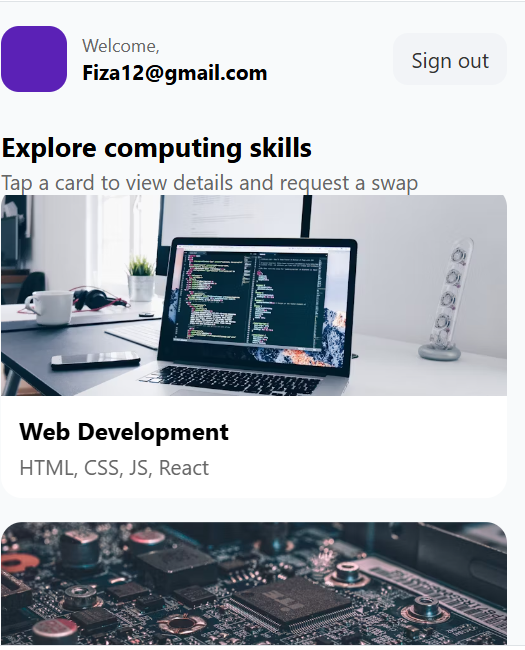 Welcome,
Fiza12@gmail.com
Sign out
Explore computing skills
Tap a card to view details and request a swap
Web Development
HTML, CSS, JS, React